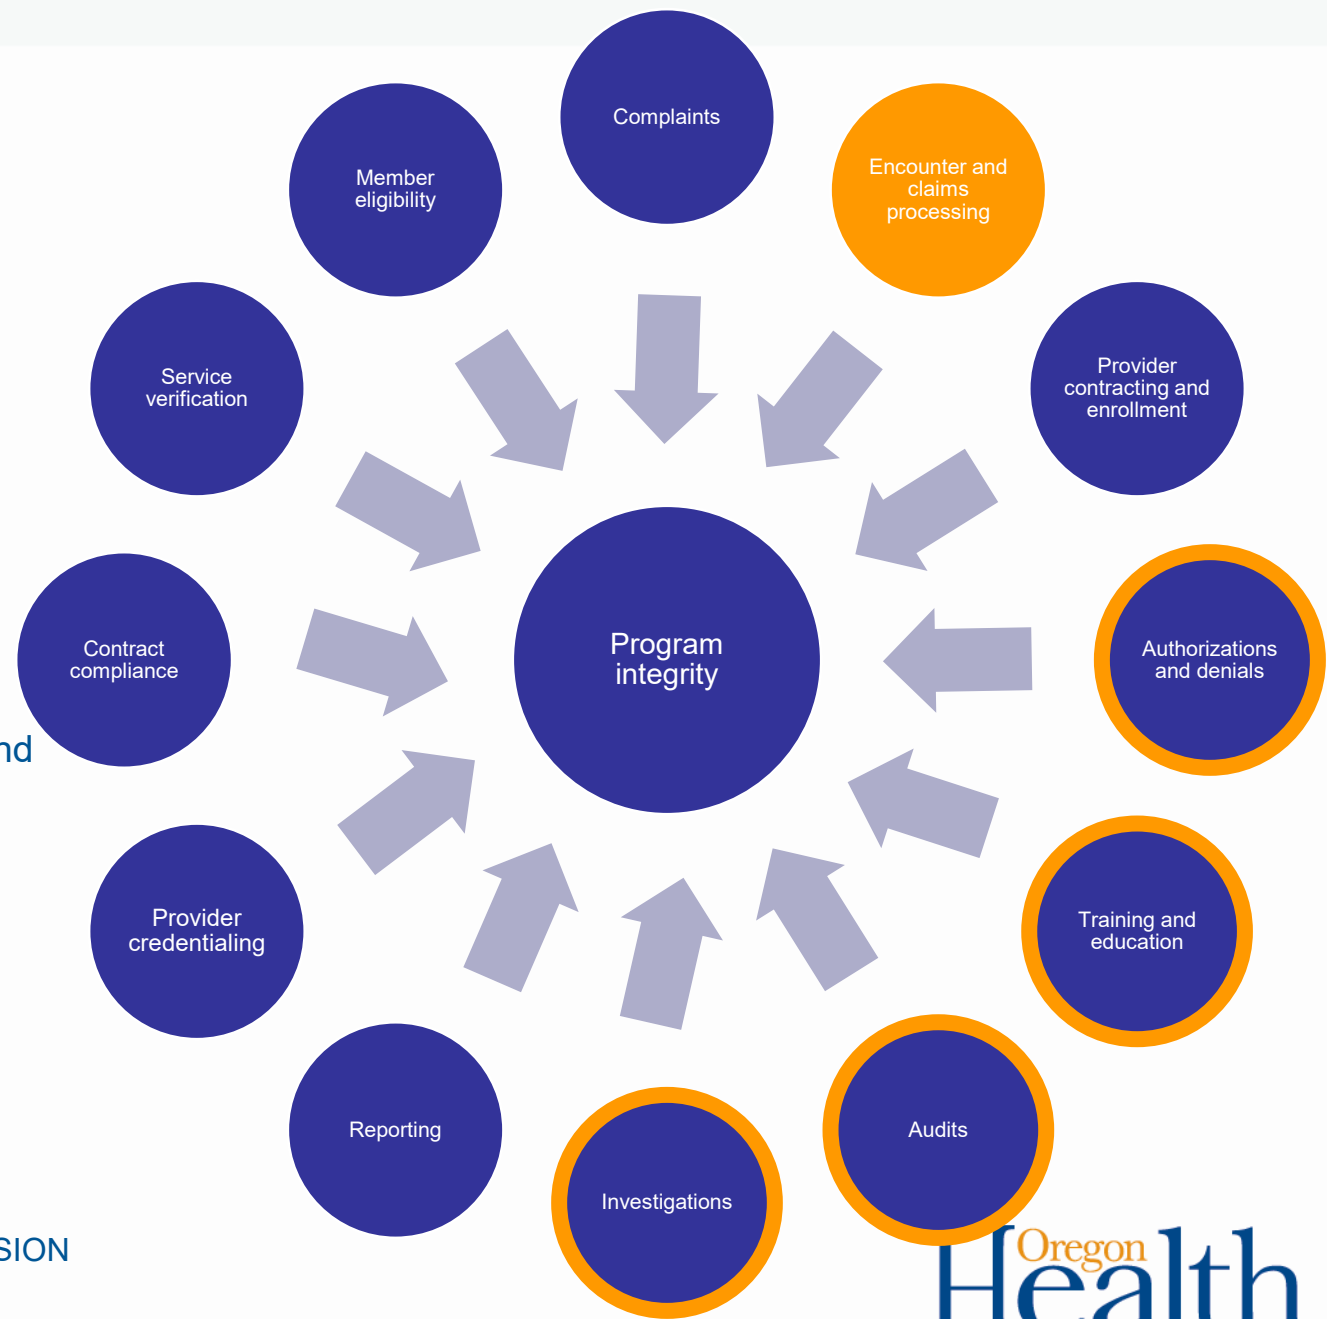 Complaints
Encounter and
claims
processing
Provider
contracting and
enrollment
Authorizations
and denials
Training and
education
Audits
Investigations
Reporting
Provider
credentialing
Contract
compliance
Service
verification
Member
eligibility
Program
integrity
nd
SION
Oregon
Health